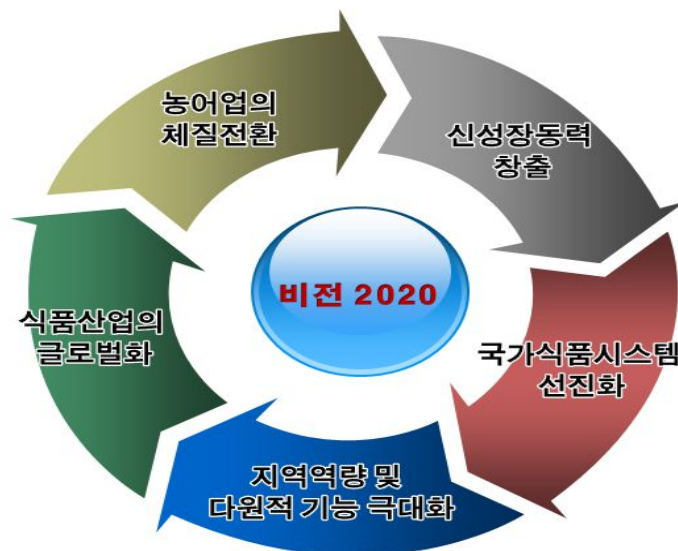 농어업의
체질전환
신성장동력
창출
비전 2020
식품산업의
글로벌화
국가식품시스템
선진화
지역역량 및
다원적 기능 극대화